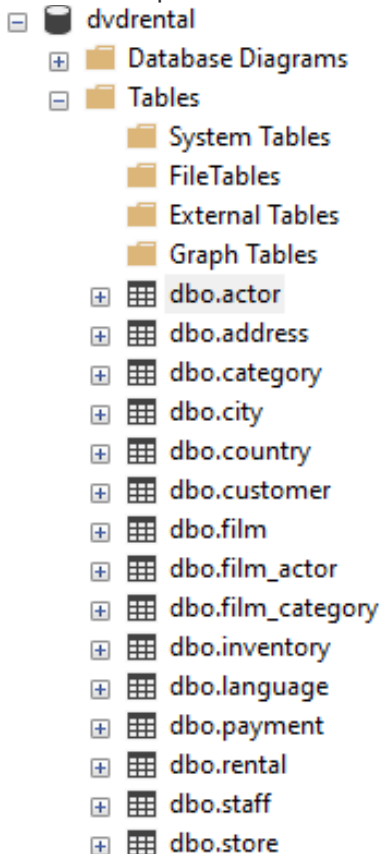 dvdrental
Database Diagrams
Tables
System Tables
FileTables
External Tables
Graph Tables
dbo.actor
dbo.address
dbo.category
dbo.city
dbo.country
dbo.customer
dbo.film
dbo.film_actor
dbo.film_category
dbo.inventory
dbo.language
dbo.payment
dbo.rental
dbo.staff
dbo.store